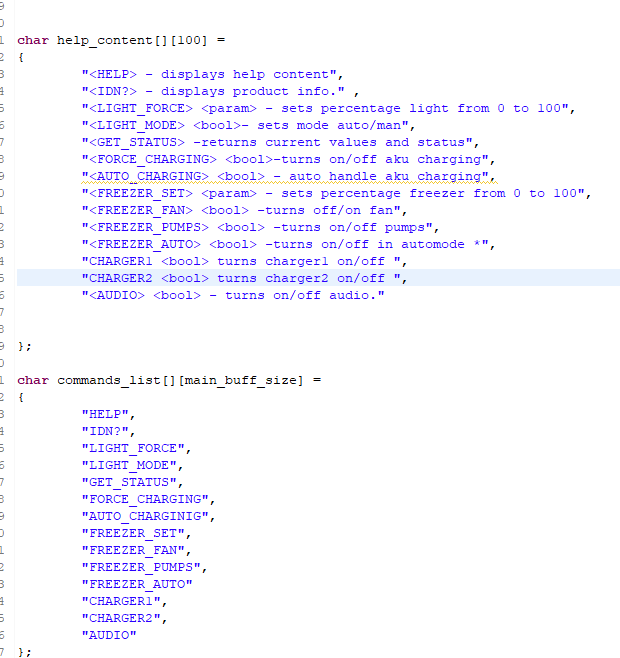 char help_content[][100] =
{
"<HELP> - displays help content",
"<IDN?> - displays product info." ,
"<LIGHT_FORCE> <param> - sets percentage light from 0 to 100",
"<LIGHT_MODE> <bool>- sets mode auto/man",
"<GET_STATUS> -returns current values and status",
"<FORCE_CHARGING> <bool>-turns on/off aku charging",
"<AUTO_CHARGING> <bool> - auto handle aku charging",
"<FREEZER_SET> <param> - sets percentage freezer from 0 to 100",
"<FREEZER_FAN> <bool> -turns off/on fan",
"<FREEZER_PUMPS> <bool> -turns on/off pumps",
"<FREEZER_AUTO> <bool> -turns on/off in automode *",
"CHARGER1 <bool> turns charger1 on/off ",
"CHARGER2 <bool> turns charger2 on/off ",
"<AUDIO> <bool> - turns on/off audio."
};
char commands_list[][main_buff_size] =
{
"HELP",
"IDN?",
"LIGHT_FORCE",
"LIGHT_MODE",
"GET_STATUS",
"FORCE_CHARGING",
"AUTO_CHARGINIG",
"FREEZER_SET",
"FREEZER_FAN",
"FREEZER_PUMPS",
"FREEZER_AUTO"
"CHARGER1",
"CHARGER2",
"AUDIO"
};